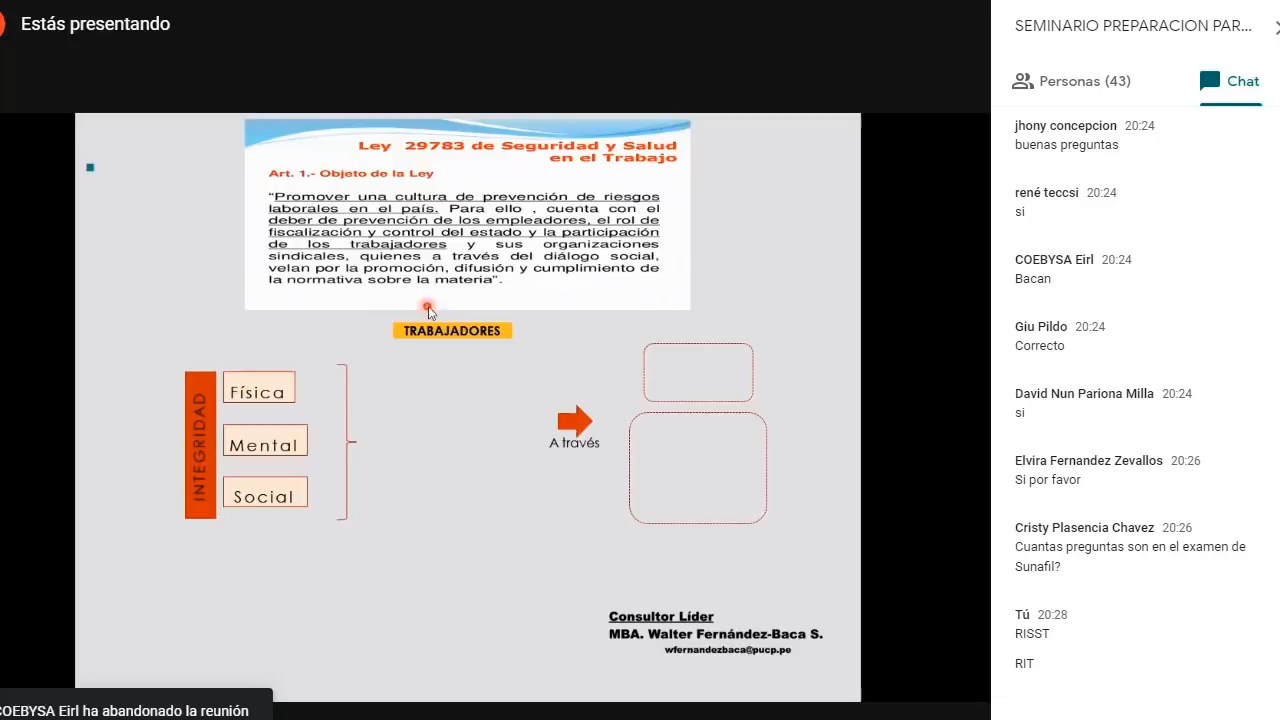 Estás presentando
Ley 29783 de Seguridad y Salud
en el Trabajo
Art. 1.- Objeto de la Ley
“Promover una cultura de prevención de riesgos
laborales en el país. Para ello , cuenta con el
deber de prevención de los empleadores, el rol de
fiscalización y control del estado y la participación
de los trabajadores y sus organizaciones
sindicales, quienes a través del diálogo social,
velan por la promoción, difusión y cumplimiento de
la normativa sobre la materia”.
TRABAJADORES
INTEGRIDAD
Física
Mental
Social
A través
Consultor Líder
MBA. Walter Fernández-Baca S.
wfernandezbaca@pucp.pe
COEBYSA Eirl ha abandonado la reunión
SEMINARIO PREPARACION PAR...
Personas (43)
Chat
jhony concepcion 20:24
buenas preguntas
rené teccsi 20:24
si
COEBYSA Eirl 20:24
Bacan
Giu Pildo 20:24
Correcto
David Nun Pariona Milla 20:24
si
Elvira Fernandez Zevallos 20:26
Si por favor
Cristy Plasencia Chavez 20:26
Cuantas preguntas son en el examen de
Sunafil?
Tú 20:28
RISST
RIT